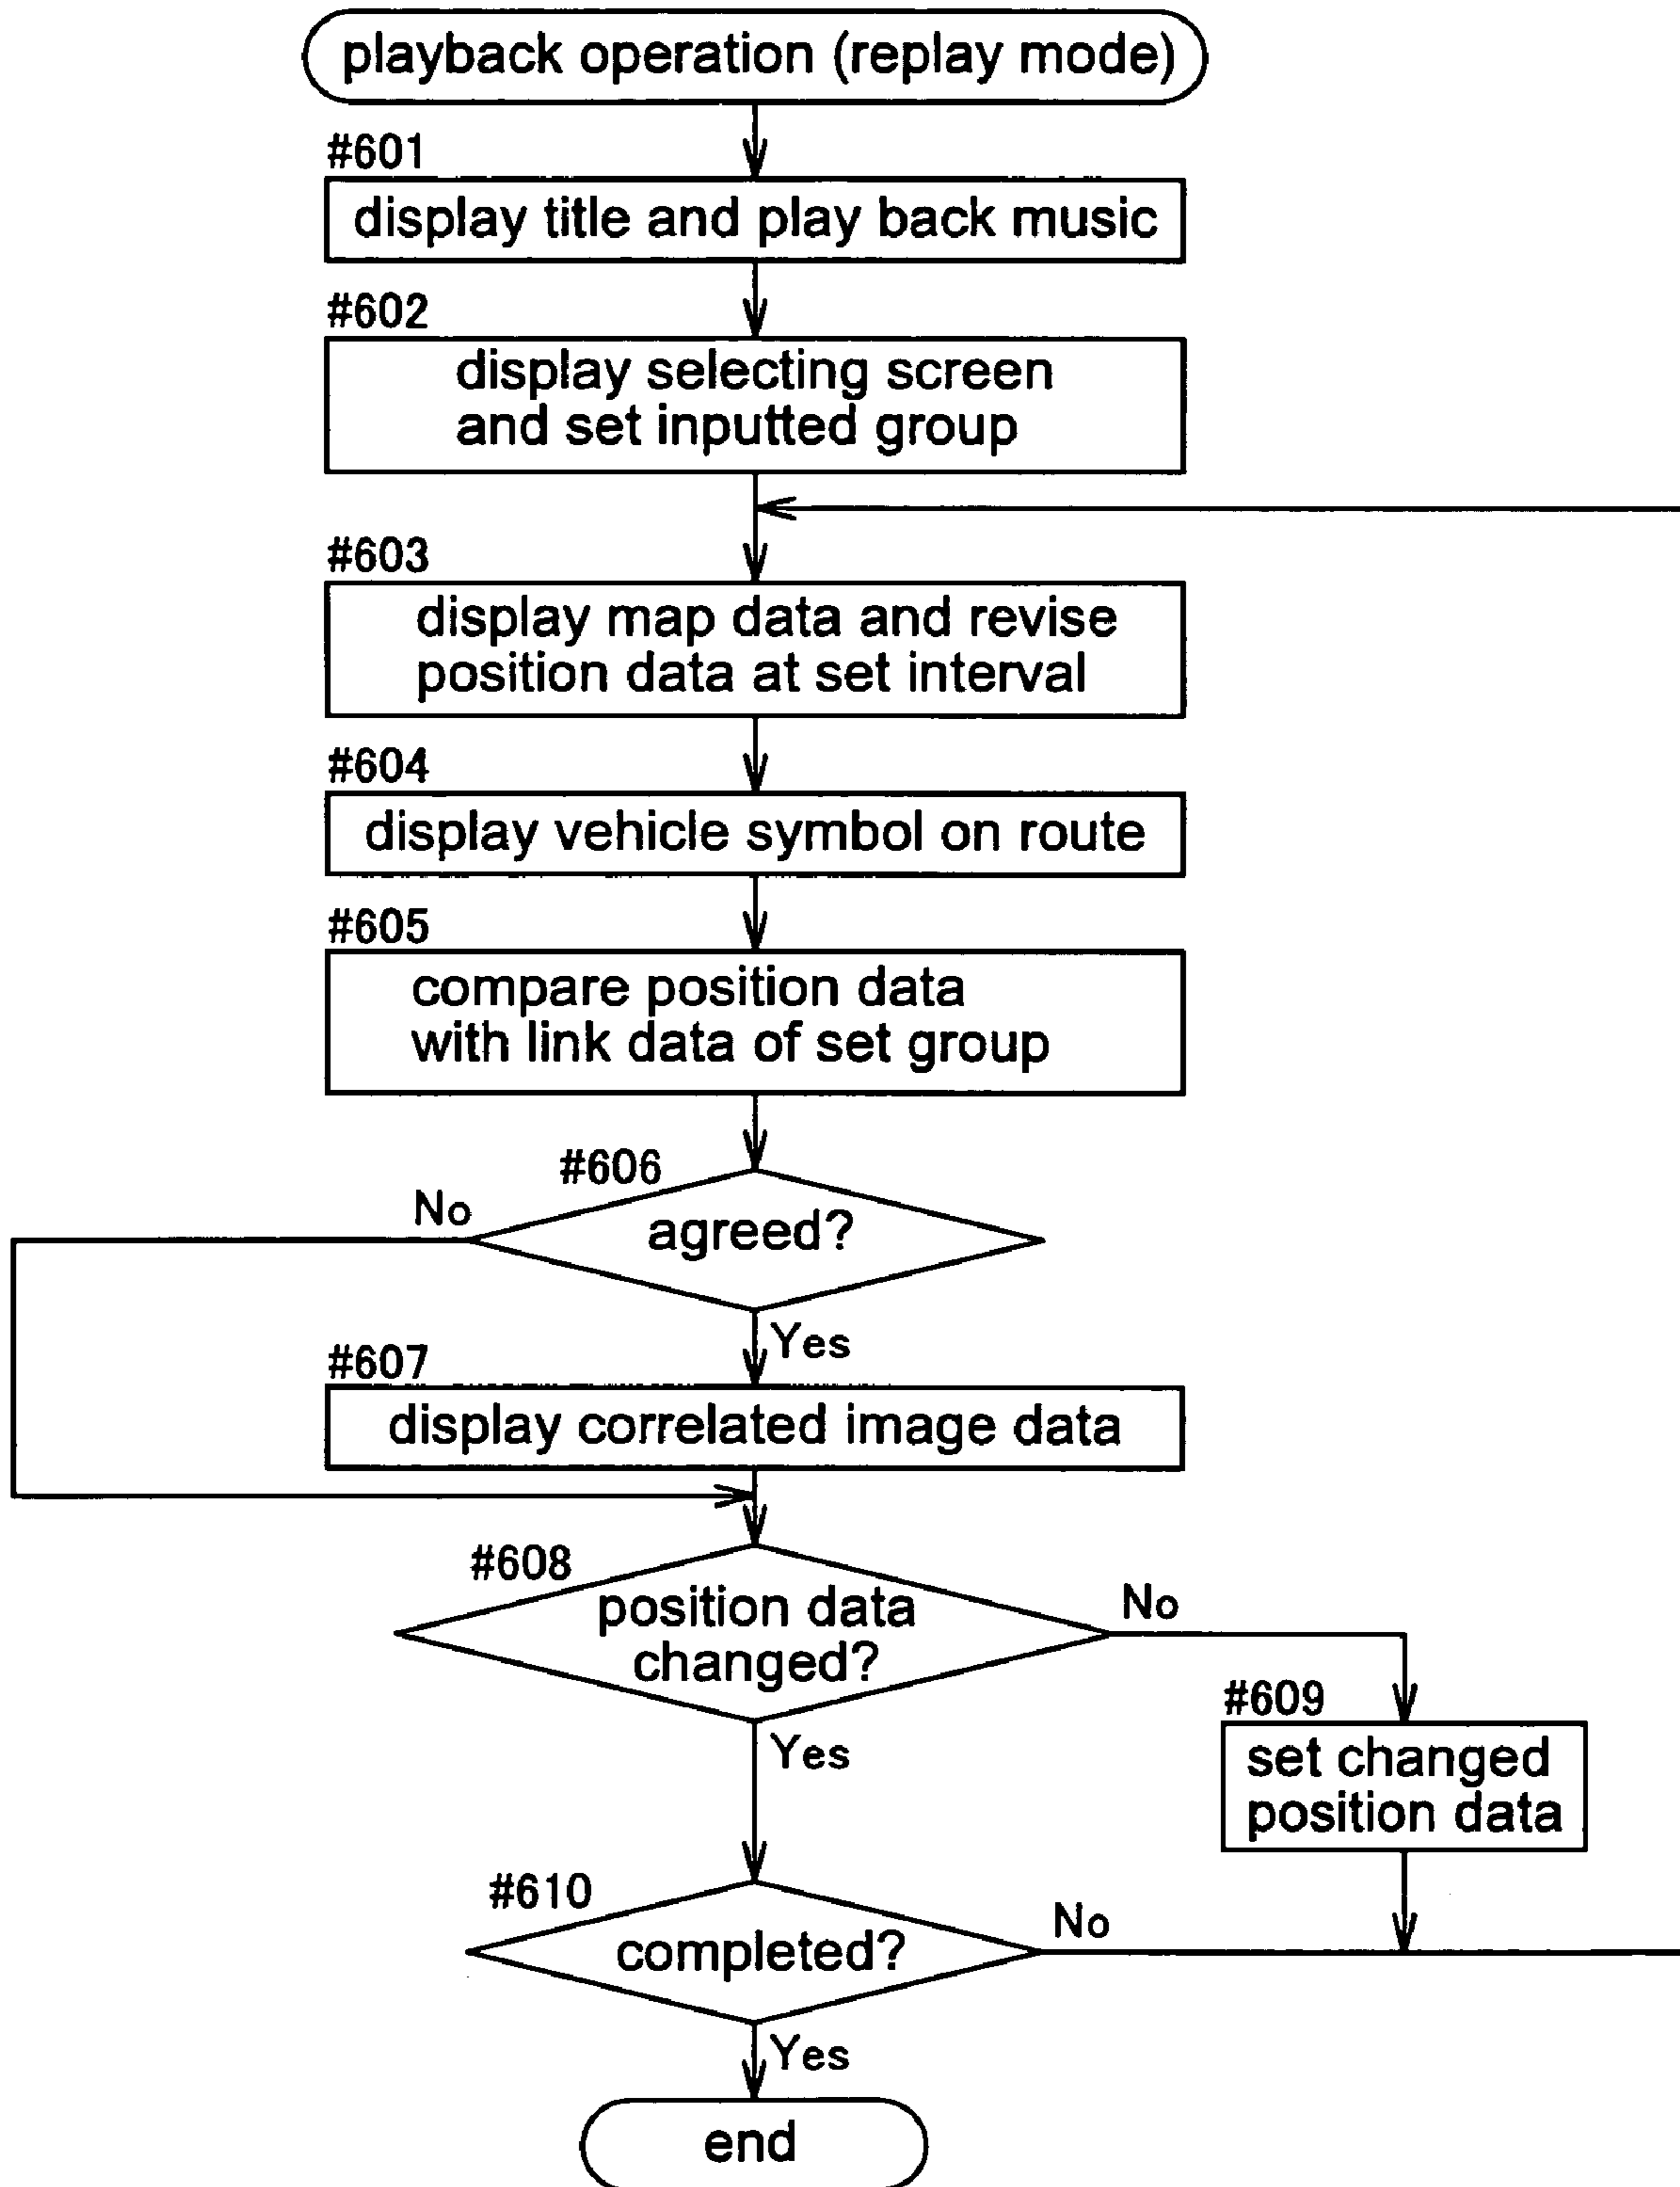 playback operation (replay mode)
#601
display title and play back music
#602
display selecting screen
and set inputted group
#603
display map data and revise
position data at set interval
#604
display vehicle symbol on route
#605
compare position data
with link data of set group
#606
No
agreed?
Yes
#607
display correlated image data
#608
position data
changed?
No
#609
set changed
position data
Yes
#610
completed?
No
Yes
end